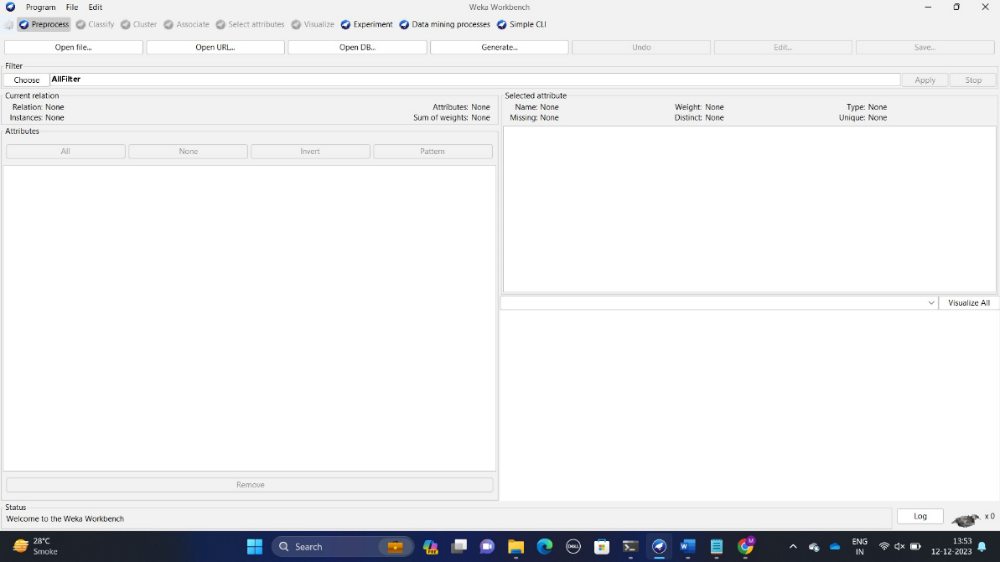 Program File Edit Weka Workbench
Preprocess Classify Cluster Associate Select attributes Visualize Experiment Data mining processes Simple CLI
Open file... Open URL... Open DB... Generate... Undo Edit... Save...
Filter
Choose AllFilter Apply Stop
Current relation
Relation: None Attributes: None
Instances: None Sum of weights: None
Selected attribute
Name: None Weight: None Type: None
Missing: None Distinct: None Unique: None
Attributes
All None Invert Pattern
Visualize All
Remove
Status
Welcome to the Weka Workbench
Log x 0
28°C
Smoke
Search
PRE
DELL
W
M
ENG
IN
13:53
12-12-2023